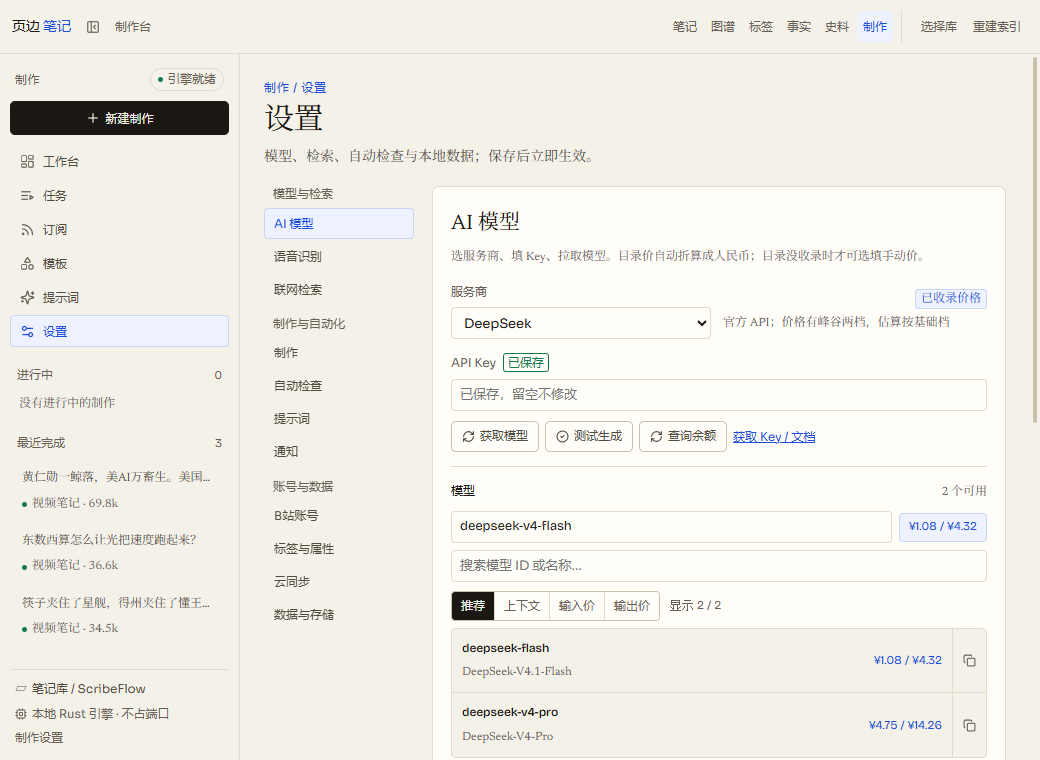 页边 笔记
制作台
笔记 图谱 标签 事实 史料 制作 选择库 重建索引
制作
引擎就绪
新建制作
工作台
任务
订阅
模板
提示词
设置
进行中 0
没有进行中的制作
最近完成 3
黄仁勋一鲸落，美AI万畜生。美国...
视频笔记 · 69.8k
东数西算怎么让光把速度跑起来?
视频笔记 · 36.6k
筷子夹住了星舰，得州夹住了懂王...
视频笔记 · 34.5k
笔记库 / ScribeFlow
本地 Rust 引擎 · 不占端口
制作设置
制作 / 设置
设置
模型、检索、自动检查与本地数据；保存后立即生效。
模型与检索
AI 模型
语音识别
联网检索
制作与自动化
制作
自动检查
提示词
通知
账号与数据
B站账号
标签与属性
云同步
数据与存储
AI 模型
选服务商、填 Key、拉取模型。目录价自动折算成人民币；目录没收录时才可选填手动价。
服务商
DeepSeek
已收录价格
官方 API；价格有峰谷两档，估算按基础档
API Key 已保存
已保存，留空不修改
获取模型 测试生成 查询余额 获取 Key / 文档
模型 2 个可用
deepseek-v4-flash ¥1.08 / ¥4.32
搜索模型 ID 或名称...
推荐 上下文 输入价 输出价 显示 2 / 2
deepseek-flash
DeepSeek-V4.1-Flash
¥1.08 / ¥4.32
deepseek-v4-pro
DeepSeek-V4-Pro
¥4.75 / ¥14.26